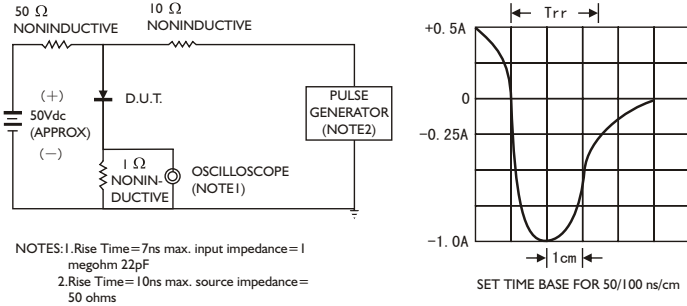 50 Ω
NONINDUCTIVE
10 Ω
NONINDUCTIVE
(+)
50Vdc
(APPROX)
(−)
D.U.T.
1 Ω
NONIN-
DUCTIVE
OSCILLOSCOPE
(NOTE1)
PULSE
GENERATOR
(NOTE2)
NOTES:1.Rise Time=7ns max. input impedance=1
megohm 22pF
2.Rise Time=10ns max. source impedance=
50 ohms
Trr
+0.5A
0
-0.25A
-1.0A
1cm
SET TIME BASE FOR 50/100 ns/cm